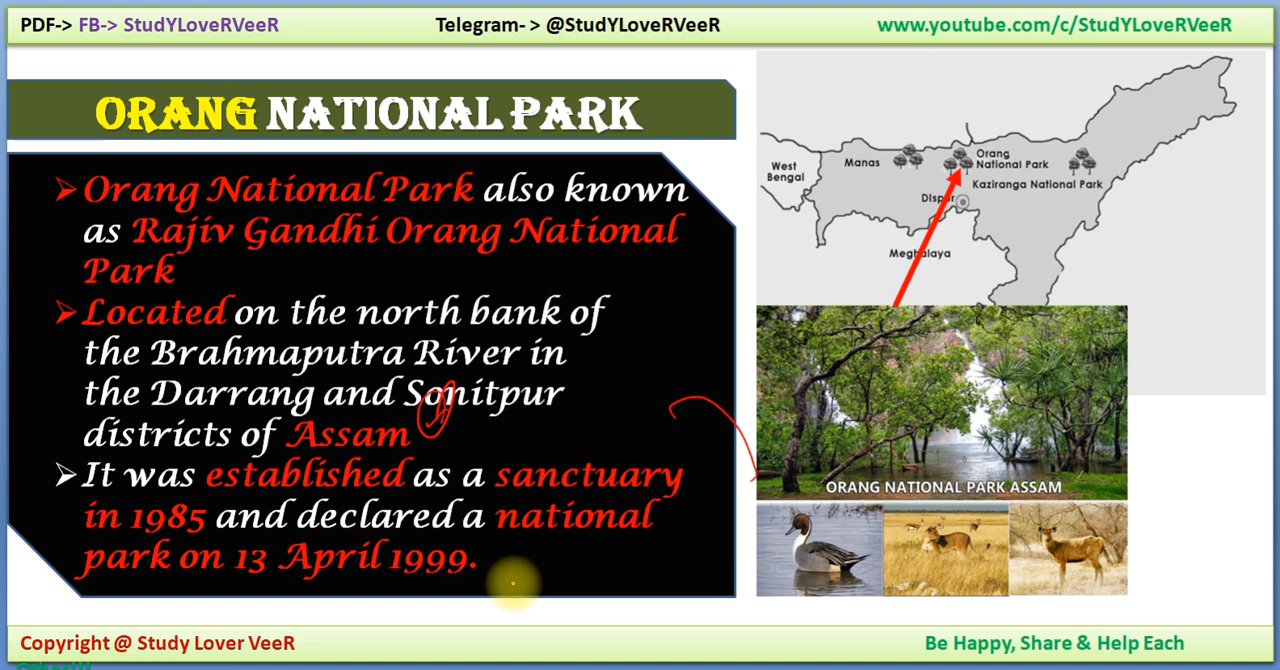 PDF-> FB-> StudYLoveRVeeR
Telegram- > @StudYLoveRVeeR
www.youtube.com/c/StudYLoveRVeeR
ORANG NATIONAL PARK
➢Orang National Park also known
as Rajiv Gandhi Orang National
Park
➢Located on the north bank of
the Brahmaputra River in
the Darrang and Sonitpur
districts of Assam
➢It was established as a sanctuary
in 1985 and declared a national
park on 13 April 1999.
West
Bengal
Manas
Orang
National Park
Kaziranga National Park
Dispur
Meghalaya
ORANG NATIONAL PARK ASSAM
Copyright @ Study Lover VeeR
Be Happy, Share & Help Each